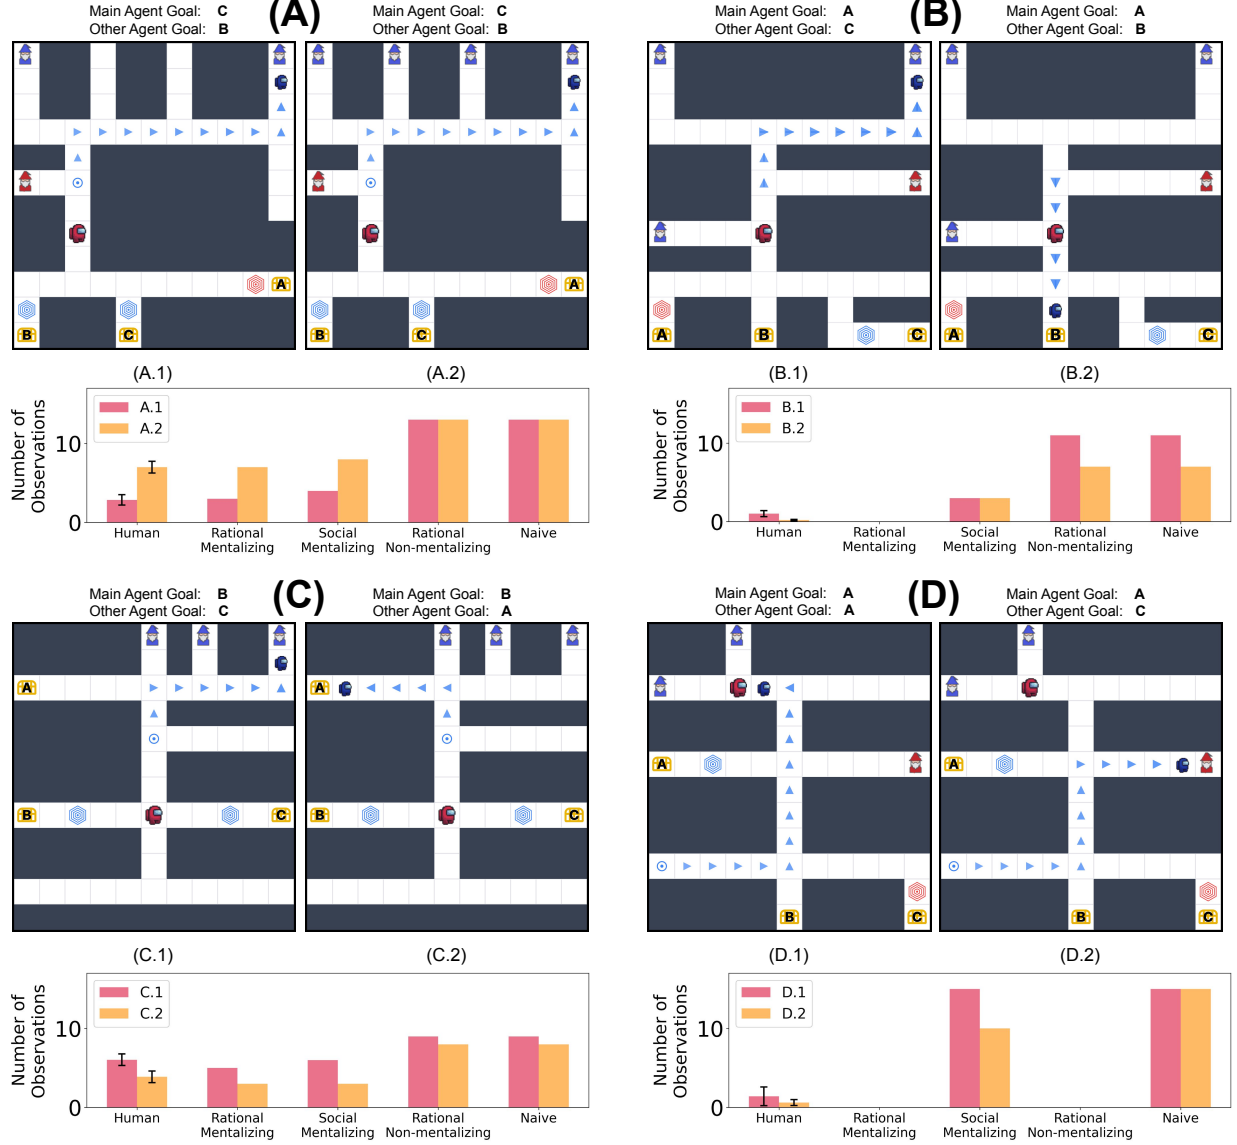 (A)
Main Agent Goal: C
Other Agent Goal: B
Main Agent Goal: C
Other Agent Goal: B
A
B
C
A
B
C
(A.1)
(A.2)
Number of
Observations
10
0
A.1
A.2
Human
Rational
Mentalizing
Social
Mentalizing
Rational
Non-mentalizing
Naive
(B)
Main Agent Goal: A
Other Agent Goal: C
Main Agent Goal: A
Other Agent Goal: B
A
B
C
A
B
C
(B.1)
(B.2)
Number of
Observations
10
0
B.1
B.2
Human
Rational
Mentalizing
Social
Mentalizing
Rational
Non-mentalizing
Naive
(C)
Main Agent Goal: B
Other Agent Goal: C
Main Agent Goal: B
Other Agent Goal: A
A
B
C
A
B
C
(C.1)
(C.2)
Number of
Observations
10
0
C.1
C.2
Human
Rational
Mentalizing
Social
Mentalizing
Rational
Non-mentalizing
Naive
(D)
Main Agent Goal: A
Other Agent Goal: A
Main Agent Goal: A
Other Agent Goal: C
A
B
C
A
B
C
(D.1)
(D.2)
Number of
Observations
10
0
D.1
D.2
Human
Rational
Mentalizing
Social
Mentalizing
Rational
Non-mentalizing
Naive